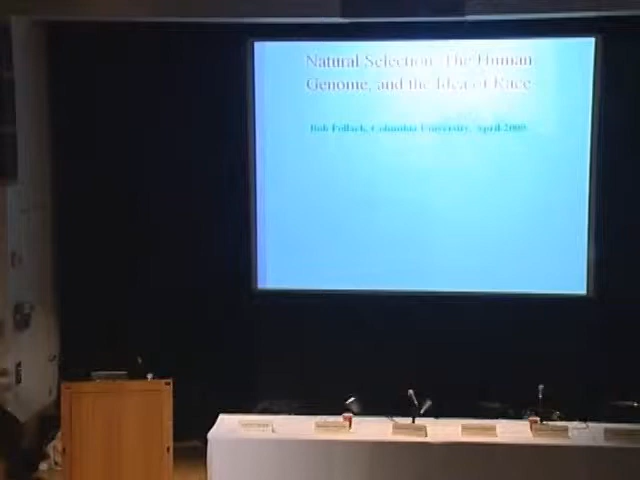 Natural Selection, The Human
Genome, and the Idea of Race
Bob Pollack, Columbia University, April 2009